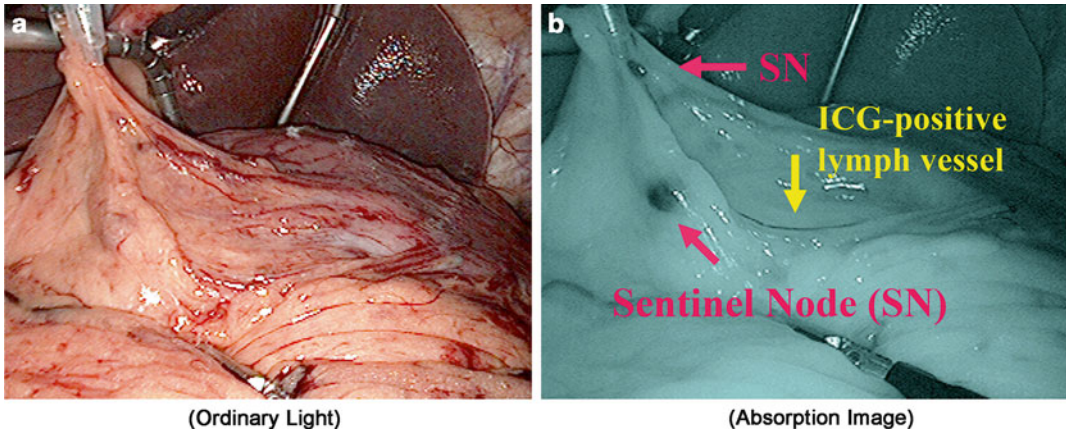 a
b
SN
ICG-positive
lymph vessel
Sentinel Node (SN)
(Ordinary Light)
(Absorption Image)